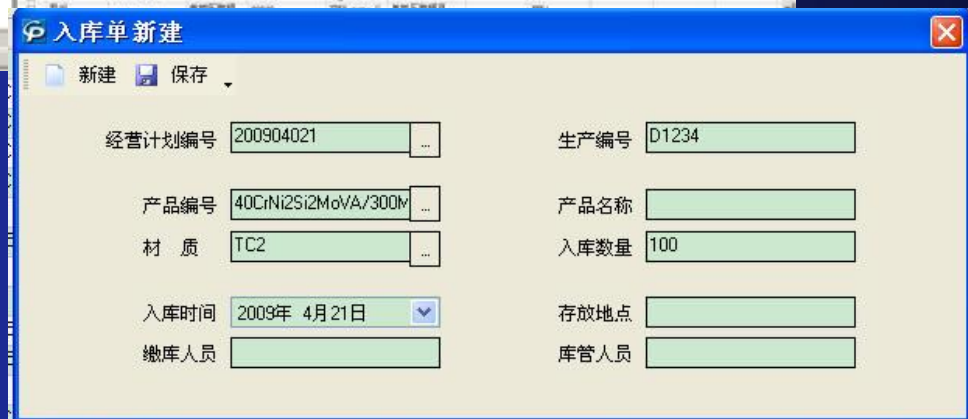 入库单新建
新建 保存
经营计划编号 200904021 ... 生产编号 D1234
产品编号 40CrNi2Si2MoVA/300M ... 产品名称
材 质 TC2 ... 入库数量 100
入库时间 2009年 4月21日 存放地点
缴库人员 库管人员